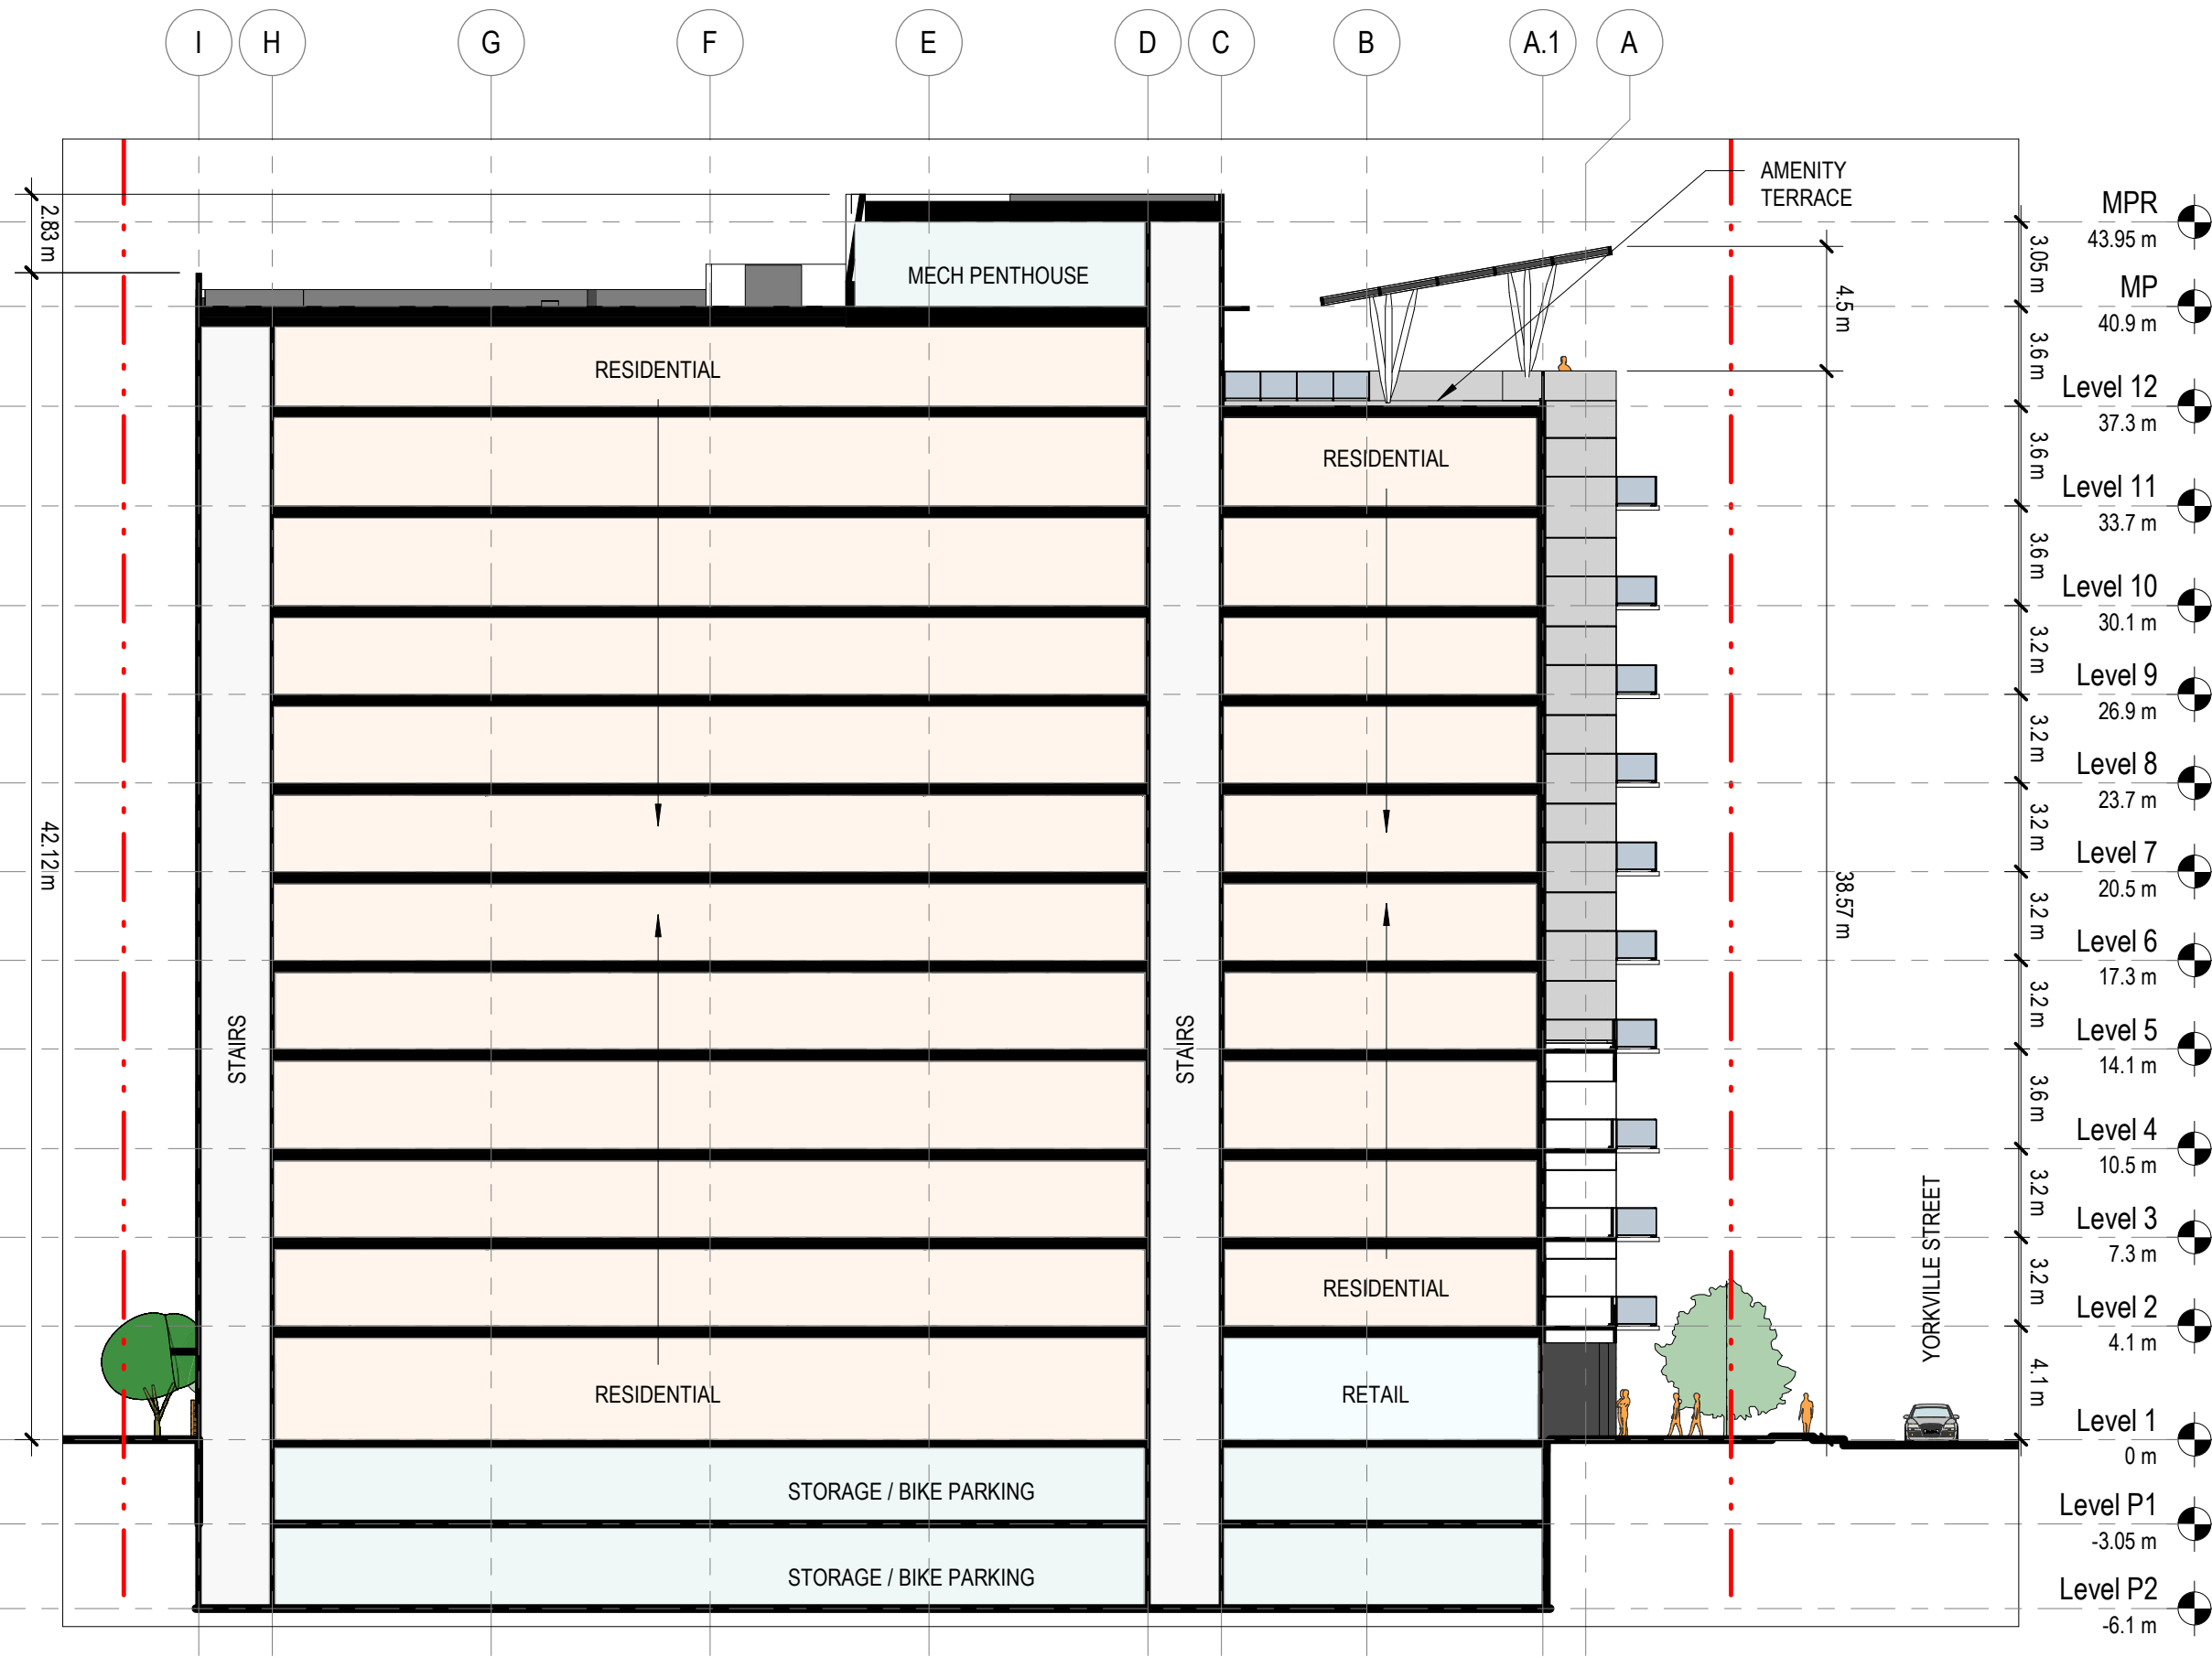 I H G F E D C B A.1 A
AMENITY
TERRACE
MPR
43.95 m
MP
40.9 m
Level 12
37.3 m
Level 11
33.7 m
Level 10
30.1 m
Level 9
26.9 m
Level 8
23.7 m
Level 7
20.5 m
Level 6
17.3 m
Level 5
14.1 m
Level 4
10.5 m
Level 3
7.3 m
Level 2
4.1 m
Level 1
0 m
Level P1
-3.05 m
Level P2
-6.1 m
3.05 m
3.6 m
3.6 m
3.6 m
3.2 m
3.2 m
3.2 m
3.2 m
3.2 m
3.6 m
3.2 m
3.2 m
4.1 m
4.5 m
38.57 m
2.83 m
42.12 m
MECH PENTHOUSE
RESIDENTIAL
RESIDENTIAL
STAIRS
STAIRS
RESIDENTIAL
RESIDENTIAL
RETAIL
STORAGE / BIKE PARKING
STORAGE / BIKE PARKING
YORKVILLE STREET